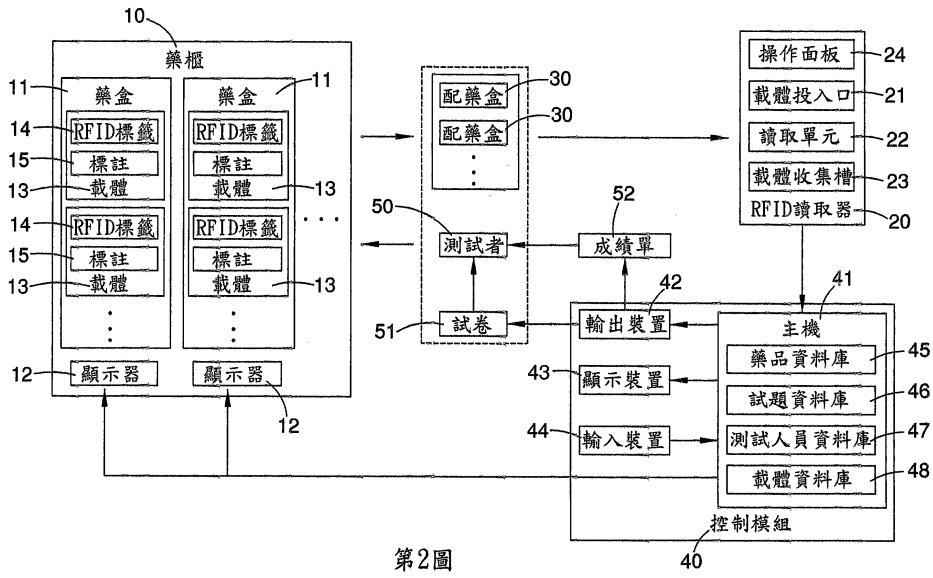 10
藥櫃
11
藥盒
14
RFID標籤
15
標註
13
載體
14
RFID標籤
15
標註
13
載體
12
顯示器
11
藥盒
RFID標籤
標註
載體
13
RFID標籤
標註
載體
13
顯示器
12
配藥盒
30
配藥盒
30
50
測試者
51
試卷
52
成績單
操作面板
24
載體投入口
21
讀取單元
22
載體收集槽
23
RFID讀取器
20
42
輸出裝置
43
顯示裝置
44
輸入裝置
41
主機
藥品資料庫
45
試題資料庫
46
測試人員資料庫
47
載體資料庫
48
控制模組
40
第2圖